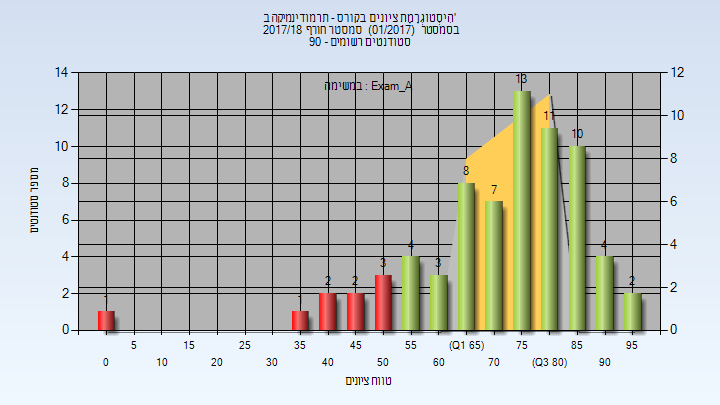 היסטוגרמת ציונים בקורס - תרמודינמיקה ב'
בסמסטר (01/2017) סמסטר חורף 2017/18
סטודנטים רשומים - 90
במשימה : Exam_A
מספר סטודנטים
14 12 10 8 6 4 2 0
12 10 8 6 4 2 0
1 1 2 2 3 4 3 8 7 13 11 10 4 2
5 15 25 35 45 55 (Q1 65) 75 85 95
0 10 20 30 40 50 60 70 (Q3 80) 90
טווח ציונים